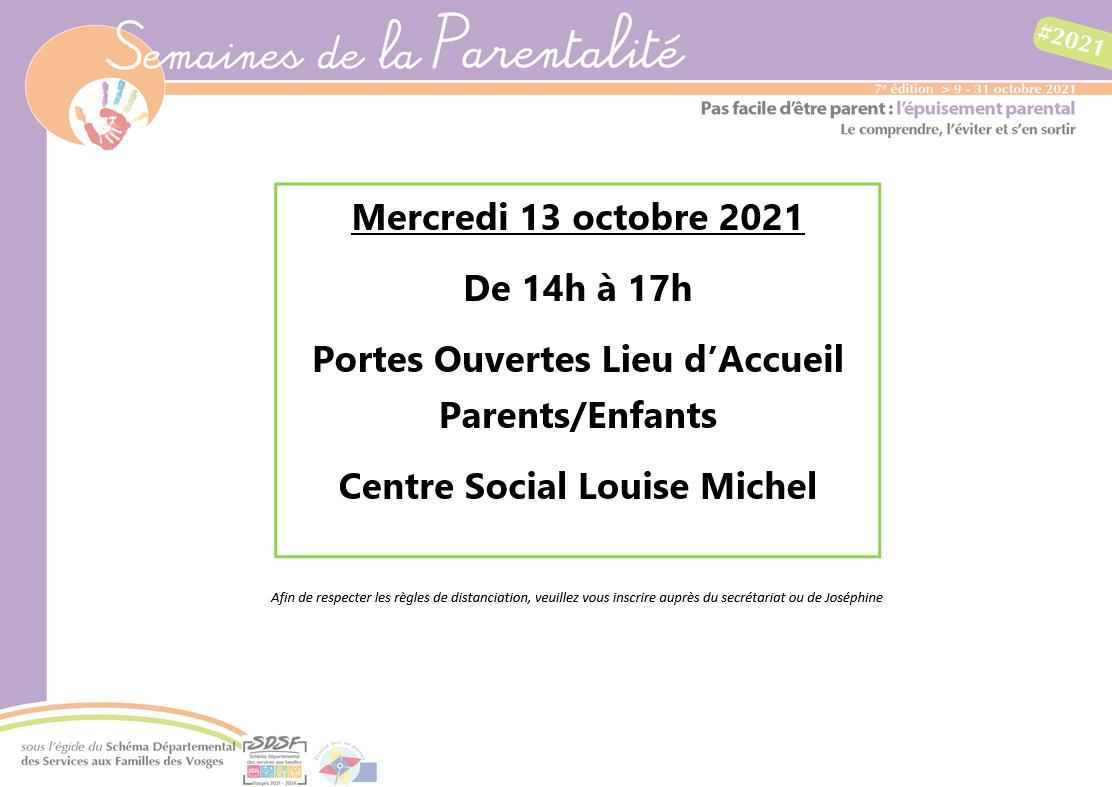 Semaines de la Parentalité
#2021
7e édition > 9 - 31 octobre 2021
Pas facile d'être parent : l'épuisement parental
Le comprendre, l'éviter et s'en sortir
Mercredi 13 octobre 2021
De 14h à 17h
Portes Ouvertes Lieu d'Accueil
Parents/Enfants
Centre Social Louise Michel
Afin de respecter les règles de distanciation, veuillez vous inscrire auprès du secrétariat ou de Joséphine
sous l'égide du Schéma Départemental
des Services aux Familles des Vosges
SDSF
Schéma départemental
des services aux familles
Vosges 2021 - 2024